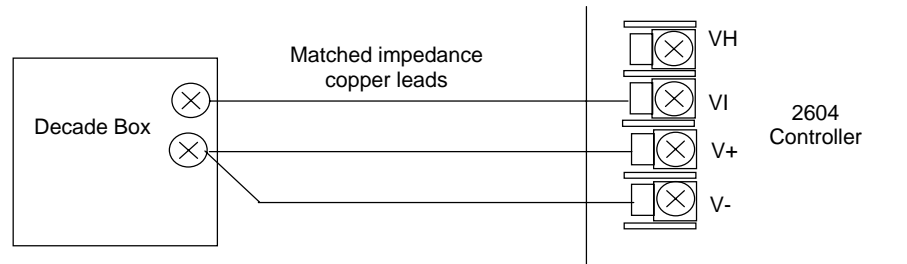 Matched impedance
copper leads
Decade Box
VH
VI
V+
V-
2604
Controller